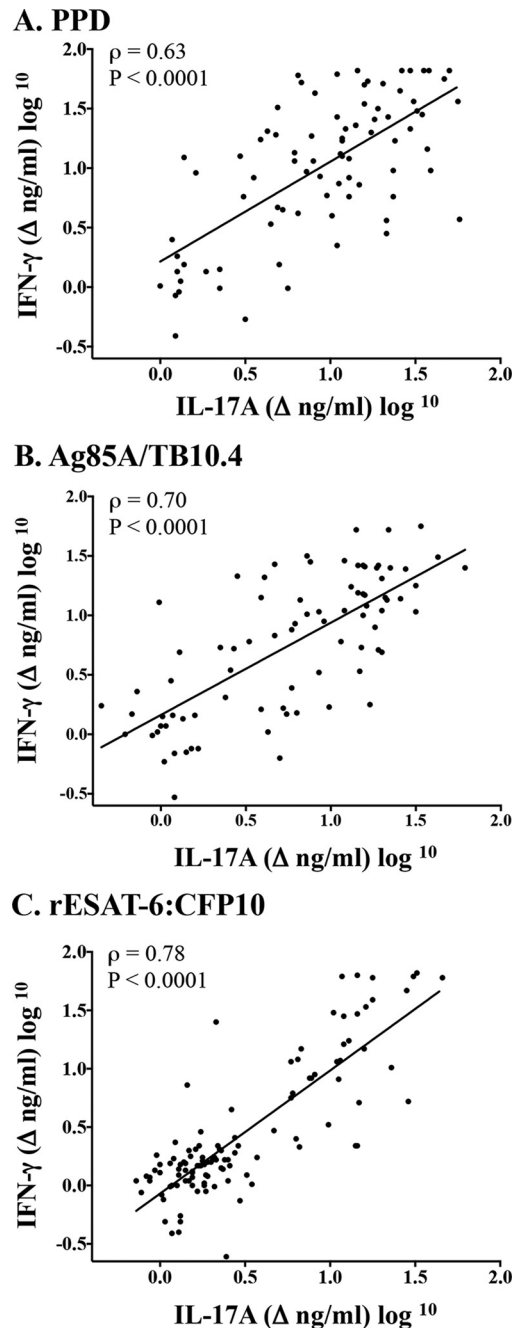 A. PPD
ρ = 0.63
P < 0.0001
IFN-γ (Δ ng/ml) log 10
2.0
1.5
1.0
0.5
0.0
-0.5
0.0 0.5 1.0 1.5 2.0
IL-17A (Δ ng/ml) log 10
B. Ag85A/TB10.4
ρ = 0.70
P < 0.0001
IFN-γ (Δ ng/ml) log 10
2.0
1.5
1.0
0.5
0.0
-0.5
0.0 0.5 1.0 1.5 2.0
IL-17A (Δ ng/ml) log 10
C. rESAT-6:CFP10
ρ = 0.78
P < 0.0001
IFN-γ (Δ ng/ml) log 10
2.0
1.5
1.0
0.5
0.0
-0.5
0.0 0.5 1.0 1.5 2.0
IL-17A (Δ ng/ml) log 10